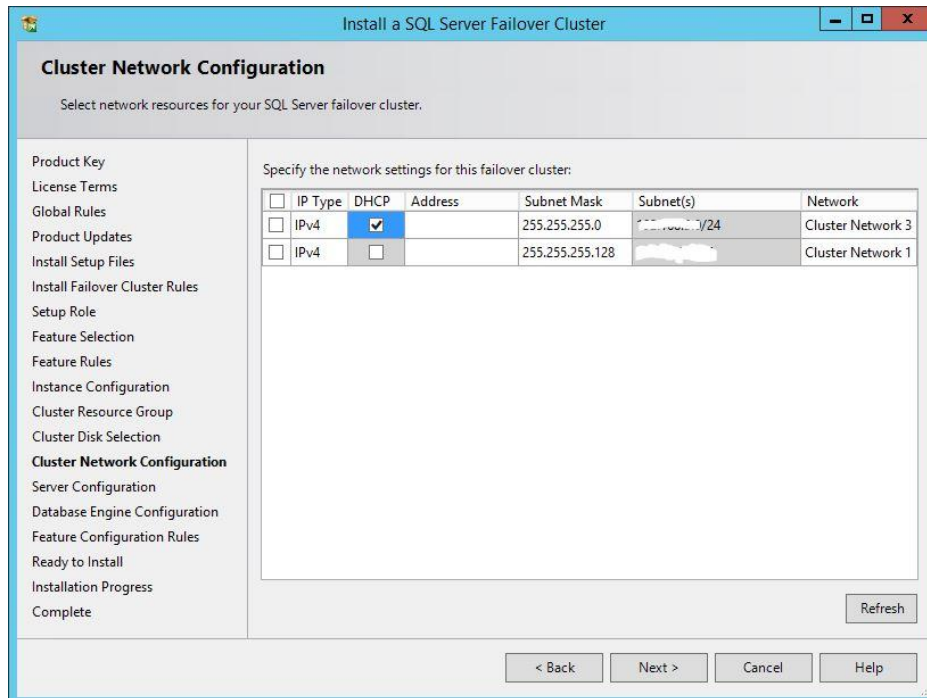 Install a SQL Server Failover Cluster
Cluster Network Configuration
Select network resources for your SQL Server failover cluster.
Product Key
License Terms
Global Rules
Product Updates
Install Setup Files
Install Failover Cluster Rules
Setup Role
Feature Selection
Feature Rules
Instance Configuration
Cluster Resource Group
Cluster Disk Selection
Cluster Network Configuration
Server Configuration
Database Engine Configuration
Feature Configuration Rules
Ready to Install
Installation Progress
Complete
Specify the network settings for this failover cluster:
IP Type DHCP Address Subnet Mask Subnet(s) Network
IPv4 255.255.255.0 /24 Cluster Network 3
IPv4 255.255.255.128 Cluster Network 1
Refresh
< Back Next > Cancel Help